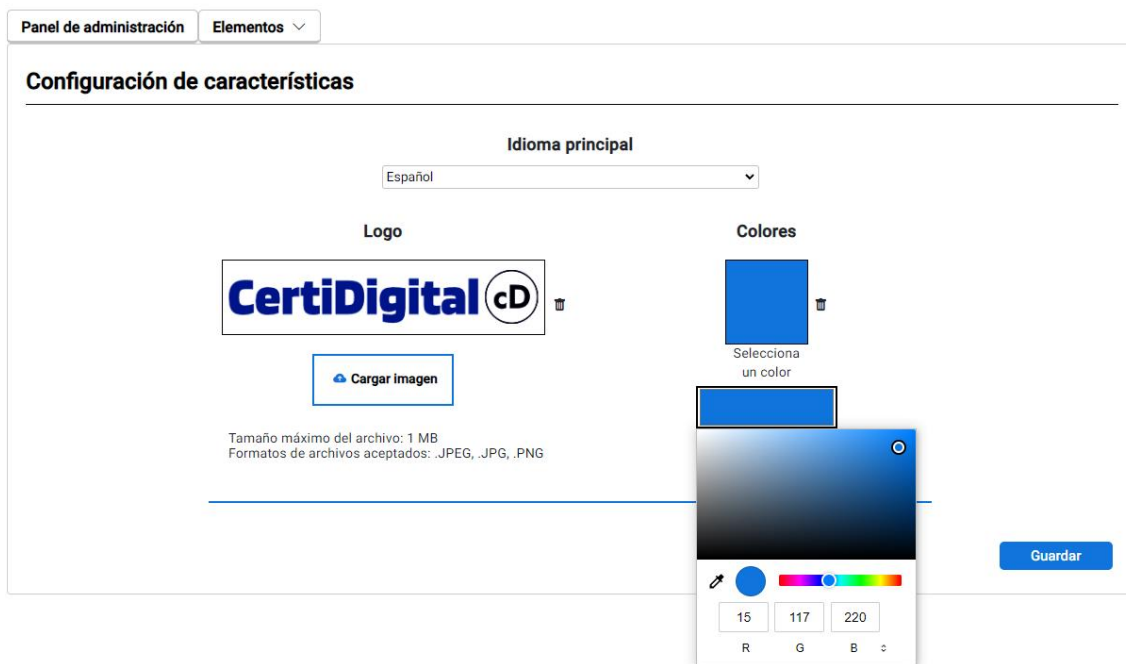 Panel de administración
Elementos
Configuración de características
Idioma principal
Español
Logo
Colores
CertiDigital cD
Selecciona
un color
Cargar imagen
Tamaño máximo del archivo: 1 MB
Formatos de archivos aceptados: .JPEG, .JPG, .PNG
Guardar
15 117 220
R G B